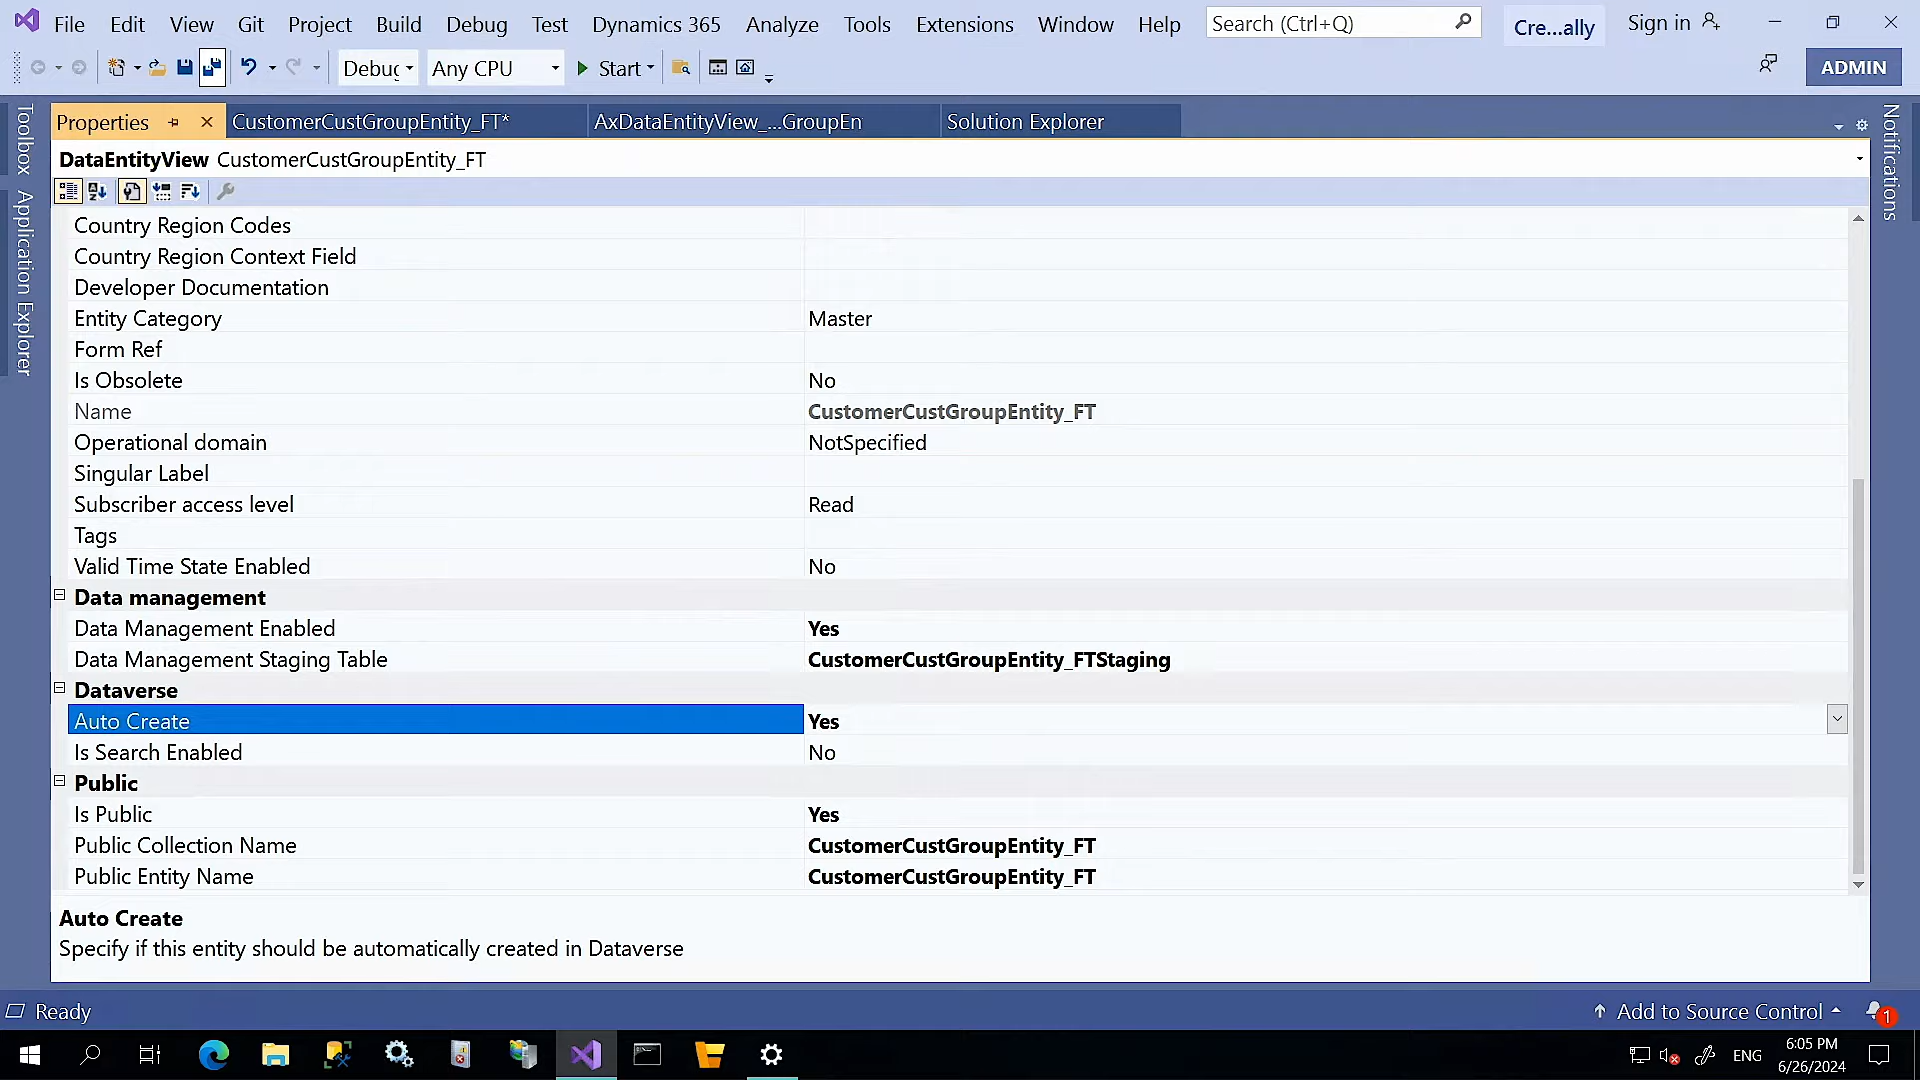 File Edit View Git Project Build Debug Test Dynamics 365 Analyze Tools Extensions Window Help Search (Ctrl+Q) Cre...ally Sign in
Debug Any CPU Start ADMIN
Toolbox
Application Explorer
Properties CustomerCustGroupEntity_FT* AxDataEntityView_...GroupEn Solution Explorer
Notifications
DataEntityView CustomerCustGroupEntity_FT
Country Region Codes
Country Region Context Field
Developer Documentation
Entity Category Master
Form Ref
Is Obsolete No
Name CustomerCustGroupEntity_FT
Operational domain NotSpecified
Singular Label
Subscriber access level Read
Tags
Valid Time State Enabled No
Data management
Data Management Enabled Yes
Data Management Staging Table CustomerCustGroupEntity_FTStaging
Dataverse
Auto Create Yes
Is Search Enabled No
Public
Is Public Yes
Public Collection Name CustomerCustGroupEntity_FT
Public Entity Name CustomerCustGroupEntity_FT
Auto Create
Specify if this entity should be automatically created in Dataverse
Ready Add to Source Control 1
ENG 6:05 PM
6/26/2024